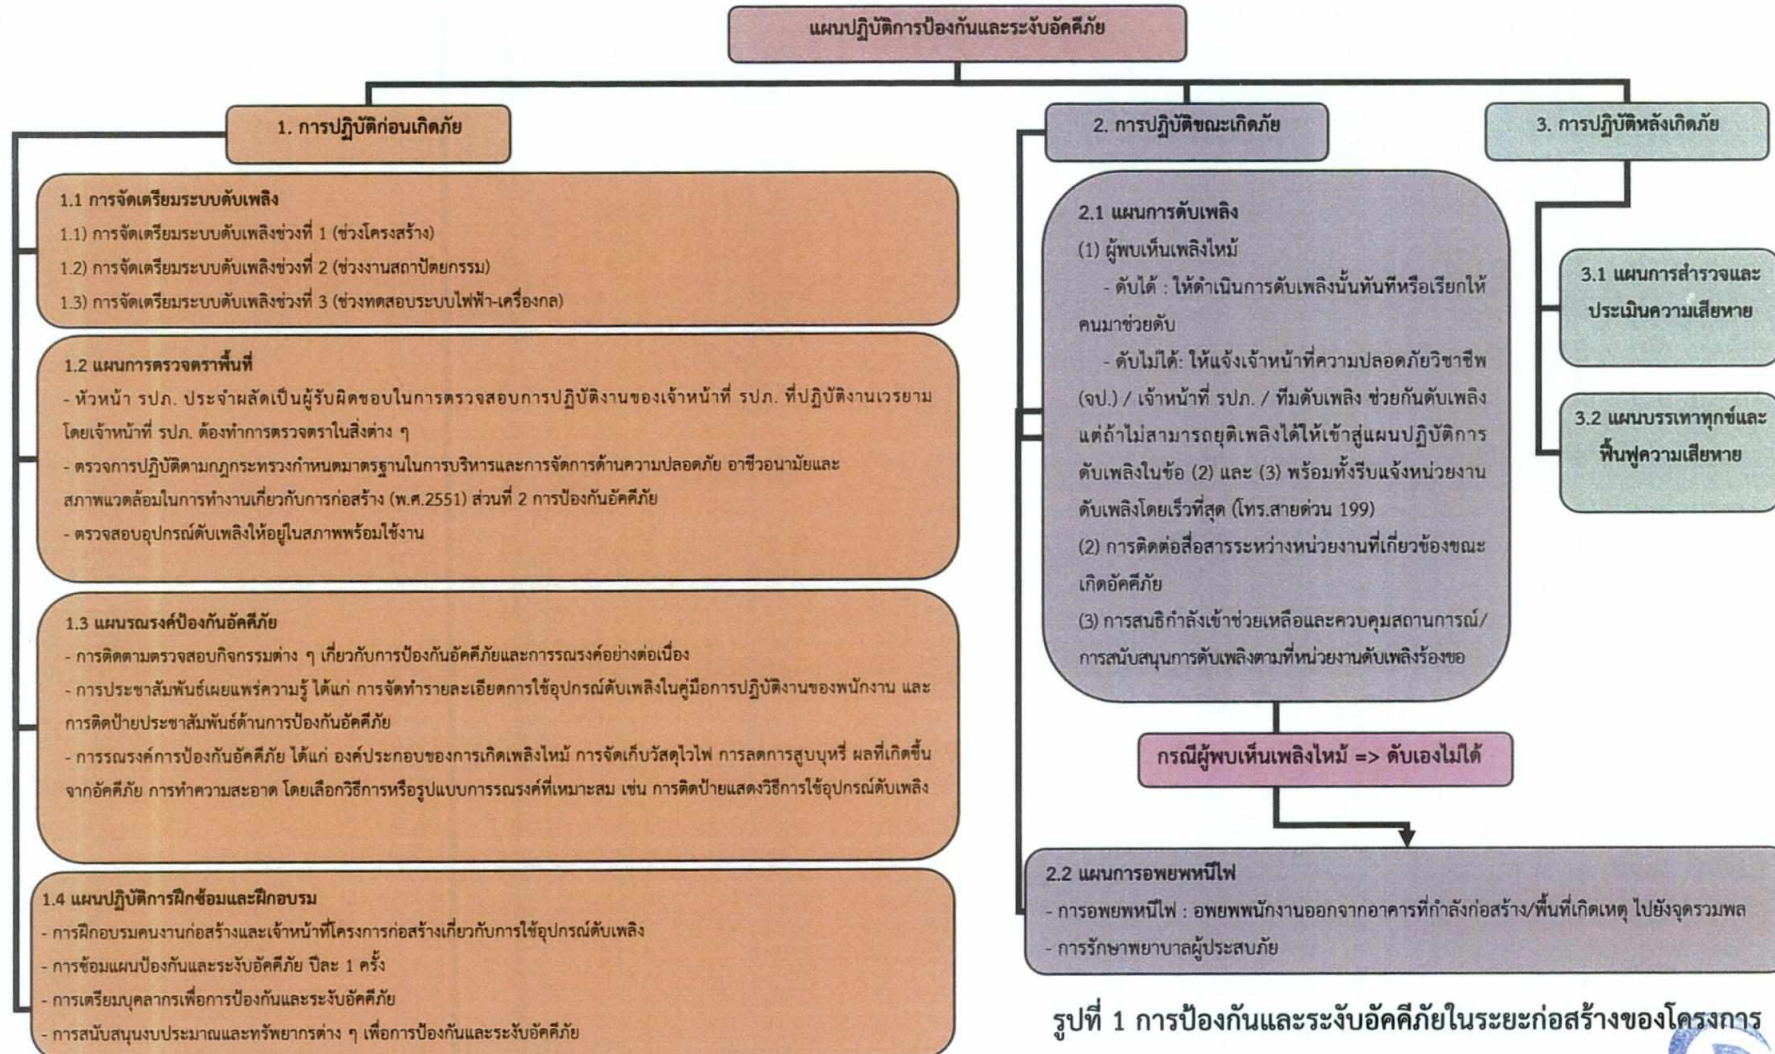 แผนปฏิบัติการป้องกันและระงับอัคคีภัย
1. การปฏิบัติก่อนเกิดภัย
1.1 การจัดเตรียมระบบดับเพลิง
1.1) การจัดเตรียมระบบดับเพลิงช่วงที่ 1 (ช่วงโครงสร้าง)
1.2) การจัดเตรียมระบบดับเพลิงช่วงที่ 2 (ช่วงงานสถาปัตยกรรม)
1.3) การจัดเตรียมระบบดับเพลิงช่วงที่ 3 (ช่วงทดสอบระบบไฟฟ้า-เครื่องกล)
1.2 แผนการตรวจตราพื้นที่
- หัวหน้า รปภ. ประจำผลัดเป็นผู้รับผิดชอบในการตรวจสอบการปฏิบัติงานของเจ้าหน้าที่ รปภ. ที่ปฏิบัติงานเวรยาม
โดยเจ้าหน้าที่ รปภ. ต้องทำการตรวจตราในสิ่งต่าง ๆ
- ตรวจการปฏิบัติตามกฎกระทรวงกำหนดมาตรฐานในการบริหารและการจัดการด้านความปลอดภัย อาชีวอนามัยและ
สภาพแวดล้อมในการทำงานเกี่ยวกับการก่อสร้าง (พ.ศ.2551) ส่วนที่ 2 การป้องกันอัคคีภัย
- ตรวจสอบอุปกรณ์ดับเพลิงให้อยู่ในสภาพพร้อมใช้งาน
1.3 แผนรณรงค์ป้องกันอัคคีภัย
- การติดตามตรวจสอบกิจกรรมต่าง ๆ เกี่ยวกับการป้องกันอัคคีภัยและการรณรงค์อย่างต่อเนื่อง
- การประชาสัมพันธ์เผยแพร่ความรู้ ได้แก่ การจัดทำรายละเอียดการใช้อุปกรณ์ดับเพลิงในคู่มือการปฏิบัติงานของพนักงาน และ
การติดป้ายประชาสัมพันธ์ด้านการป้องกันอัคคีภัย
- การรณรงค์การป้องกันอัคคีภัย ได้แก่ องค์ประกอบของการเกิดเพลิงไหม้ การจัดเก็บวัสดุไวไฟ การลดการสูบบุหรี่ ผลที่เกิดขึ้น
จากอัคคีภัย การทำความสะอาด โดยเลือกวิธีการหรือรูปแบบการรณรงค์ที่เหมาะสม เช่น การติดป้ายแสดงวิธีการใช้อุปกรณ์ดับเพลิง
1.4 แผนปฏิบัติการฝึกซ้อมและฝึกอบรม
- การฝึกอบรมคนงานก่อสร้างและเจ้าหน้าที่โครงการก่อสร้างเกี่ยวกับการใช้อุปกรณ์ดับเพลิง
- การซ้อมแผนป้องกันและระงับอัคคีภัย ปีละ 1 ครั้ง
- การเตรียมบุคลากรเพื่อการป้องกันและระงับอัคคีภัย
- การสนับสนุนงบประมาณและทรัพยากรต่าง ๆ เพื่อการป้องกันและระงับอัคคีภัย
2. การปฏิบัติขณะเกิดภัย
2.1 แผนการดับเพลิง
(1) ผู้พบเห็นเพลิงไหม้
- ดับได้ : ให้ดำเนินการดับเพลิงนั้นทันทีหรือเรียกให้
คนมาช่วยดับ
- ดับไม่ได้: ให้แจ้งเจ้าหน้าที่ความปลอดภัยวิชาชีพ
(จป.) / เจ้าหน้าที่ รปภ. / ทีมดับเพลิง ช่วยกันดับเพลิง
แต่ถ้าไม่สามารถยุติเพลิงได้ให้เข้าสู่แผนปฏิบัติการ
ดับเพลิงในข้อ (2) และ (3) พร้อมทั้งรีบแจ้งหน่วยงาน
ดับเพลิงโดยเร็วที่สุด (โทร.สายด่วน 199)
(2) การติดต่อสื่อสารระหว่างหน่วยงานที่เกี่ยวข้องขณะ
เกิดอัคคีภัย
(3) การสนธิกำลังเข้าช่วยเหลือและควบคุมสถานการณ์/
การสนับสนุนการดับเพลิงตามที่หน่วยงานดับเพลิงร้องขอ
กรณีผู้พบเห็นเพลิงไหม้ => ดับเองไม่ได้
2.2 แผนการอพยพหนีไฟ
- การอพยพหนีไฟ : อพยพพนักงานออกจากอาคารที่กำลังก่อสร้าง/พื้นที่เกิดเหตุ ไปยังจุดรวมพล
- การรักษาพยาบาลผู้ประสบภัย
3. การปฏิบัติหลังเกิดภัย
3.1 แผนการสำรวจและ
ประเมินความเสียหาย
3.2 แผนบรรเทาทุกข์และ
ฟื้นฟูความเสียหาย
รูปที่ 1 การป้องกันและระงับอัคคีภัยในระยะก่อสร้างของโครงการ